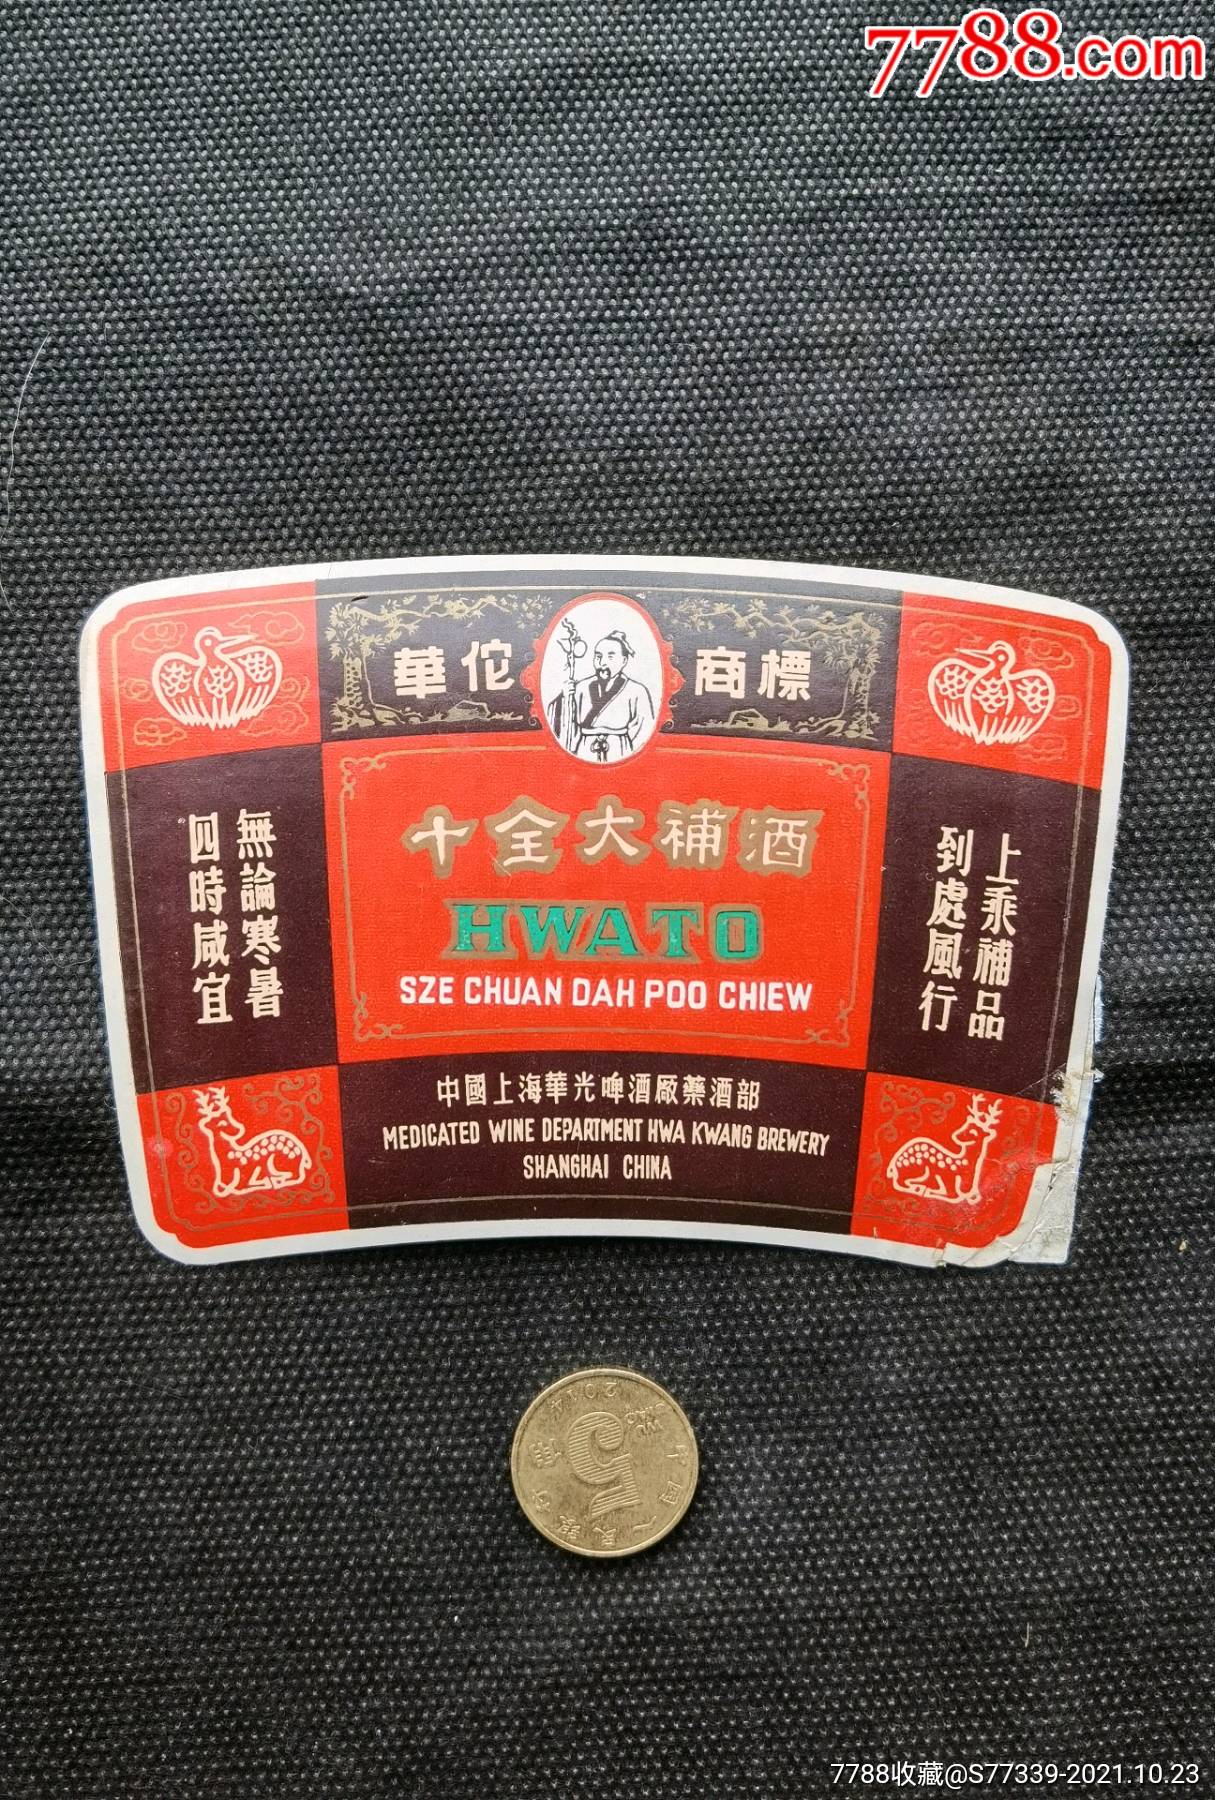 7788.com
華佗 商標
十全大補酒
HWATO
SZE CHUAN DAH POO CHIEW
上乘補品
到處風行
無論寒暑
四時咸宜
中國上海華光啤酒廠藥酒部
MEDICATED WINE DEPARTMENT HWA KWANG BREWERY
SHANGHAI CHINA
2014
5
7788收藏@S77339-2021.10.23